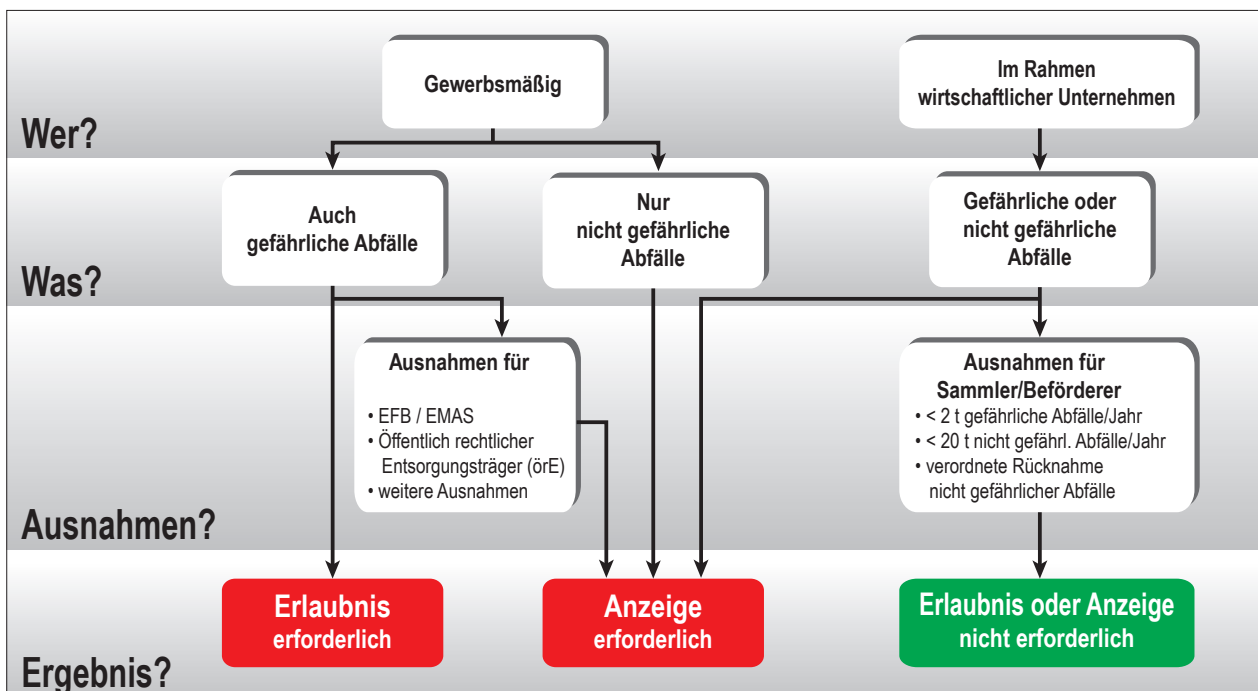 Gewerbsmäßig
Im Rahmen
wirtschaftlicher Unternehmen
Wer?
Auch
gefährliche Abfälle
Nur
nicht gefährliche
Abfälle
Gefährliche oder
nicht gefährliche
Abfälle
Was?
Ausnahmen für
• EFB / EMAS
• Öffentlich rechtlicher
Entsorgungsträger (örE)
• weitere Ausnahmen
Ausnahmen für
Sammler/Beförderer
• < 2 t gefährliche Abfälle/Jahr
• < 20 t nicht gefährl. Abfälle/Jahr
• verordnete Rücknahme
nicht gefährlicher Abfälle
Ausnahmen?
Erlaubnis
erforderlich
Anzeige
erforderlich
Erlaubnis oder Anzeige
nicht erforderlich
Ergebnis?